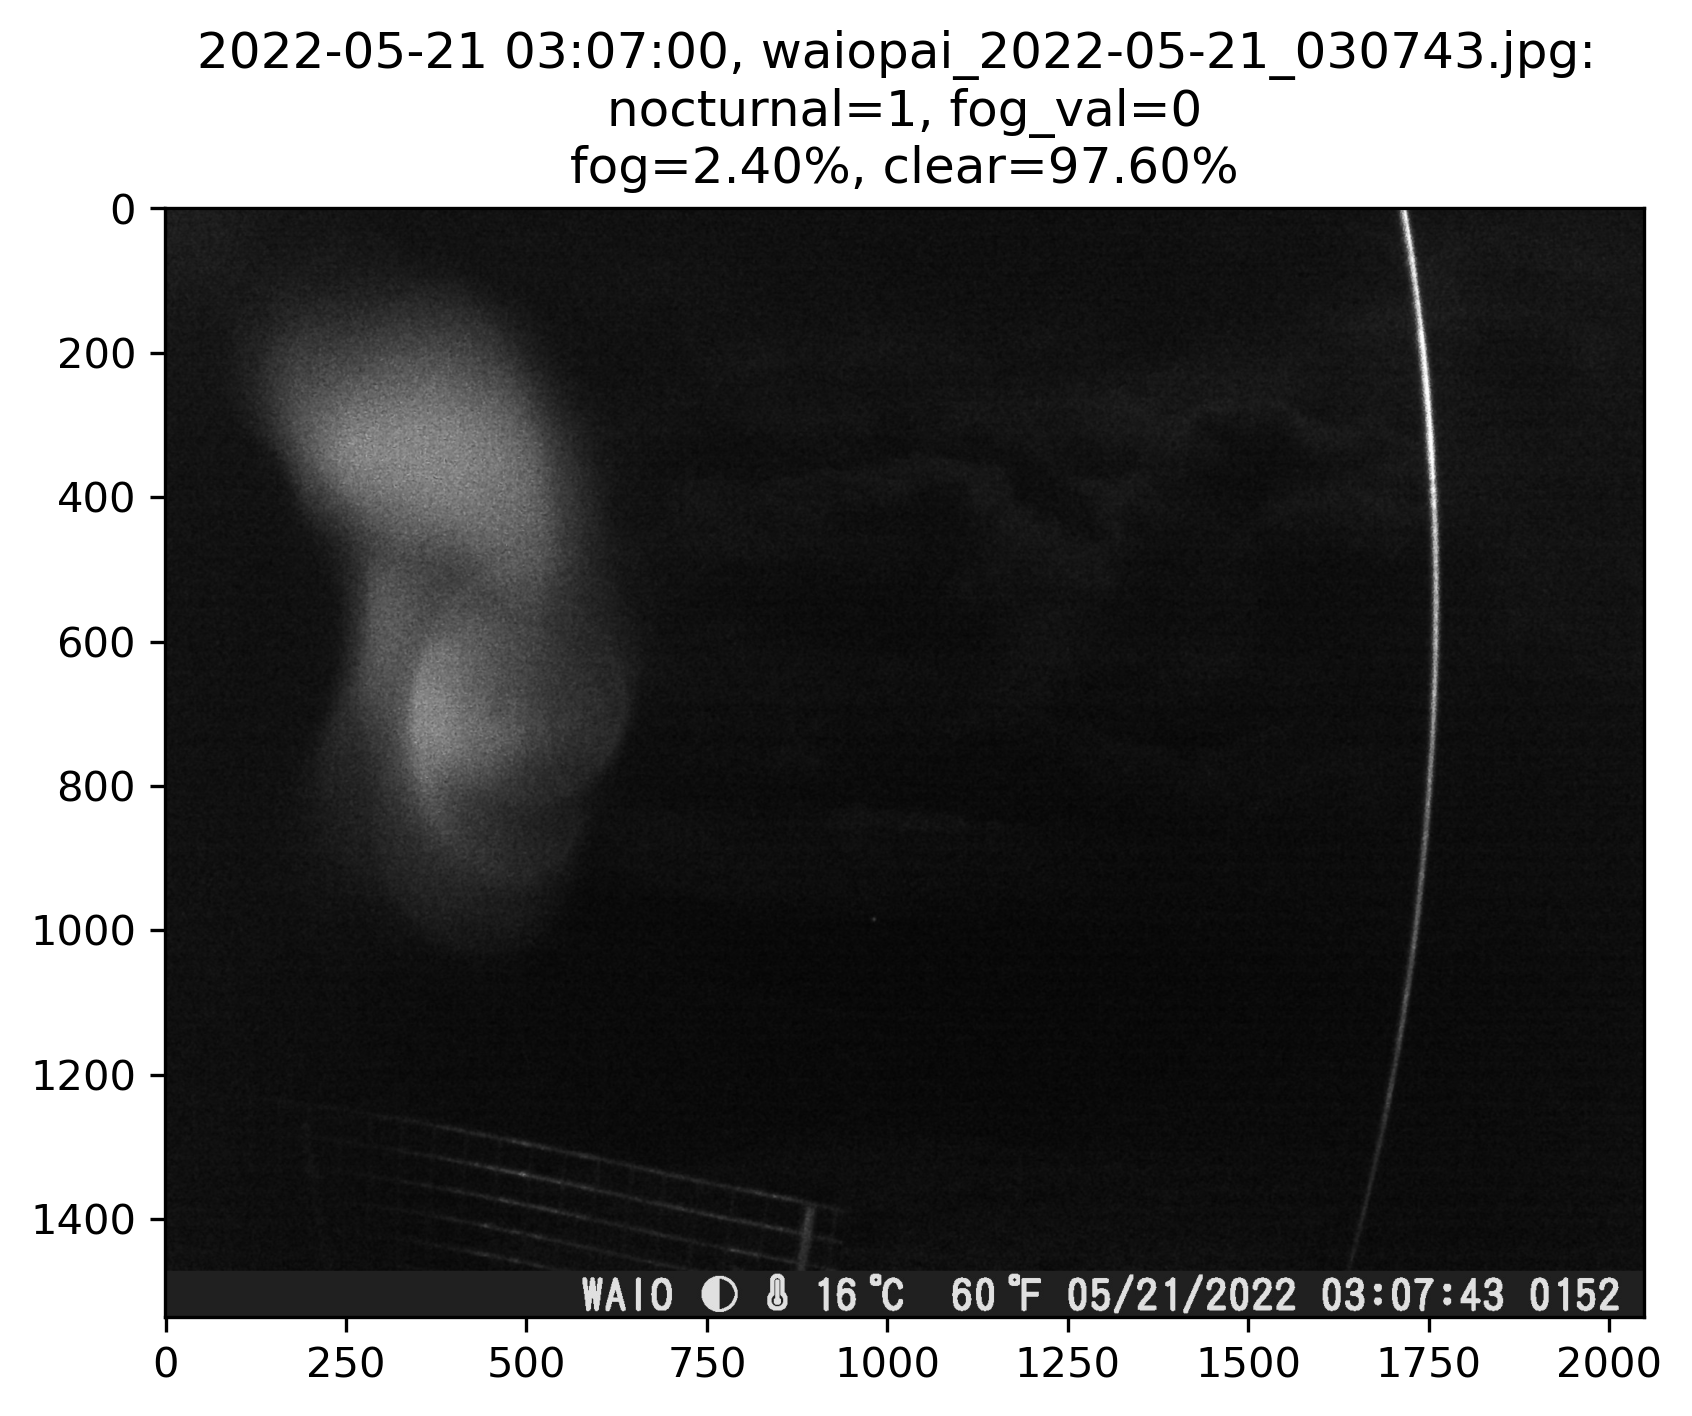 2022-05-21 03:07:00, waiopai_2022-05-21_030743.jpg:
nocturnal=1, fog_val=0
fog=2.40%, clear=97.60%
0
200
400
600
800
1000
1200
1400
WAIO 16°C 60°F 05/21/2022 03:07:43 0152
0 250 500 750 1000 1250 1500 1750 2000